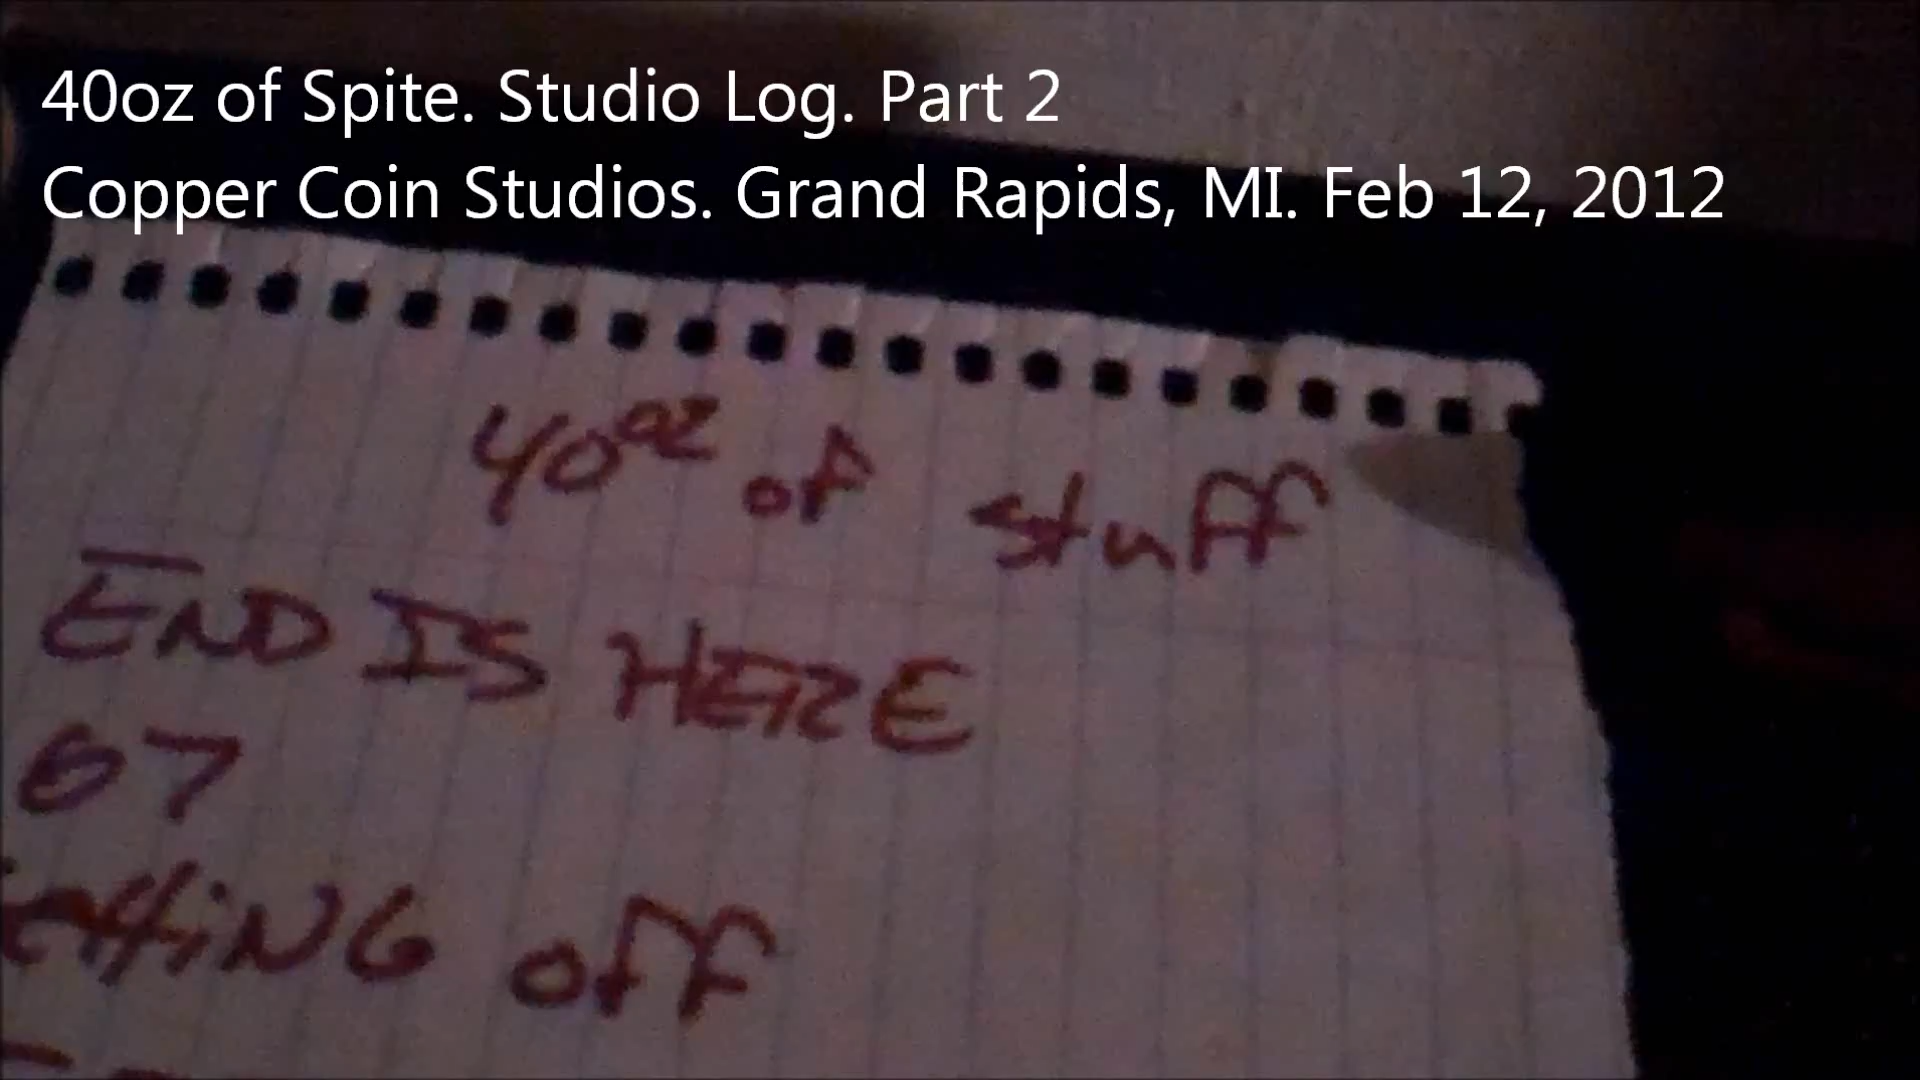 40oz of Spite. Studio Log. Part 2
Copper Coin Studios. Grand Rapids, MI. Feb 12, 2012
40oz of stuff
END IS HERE
67
off